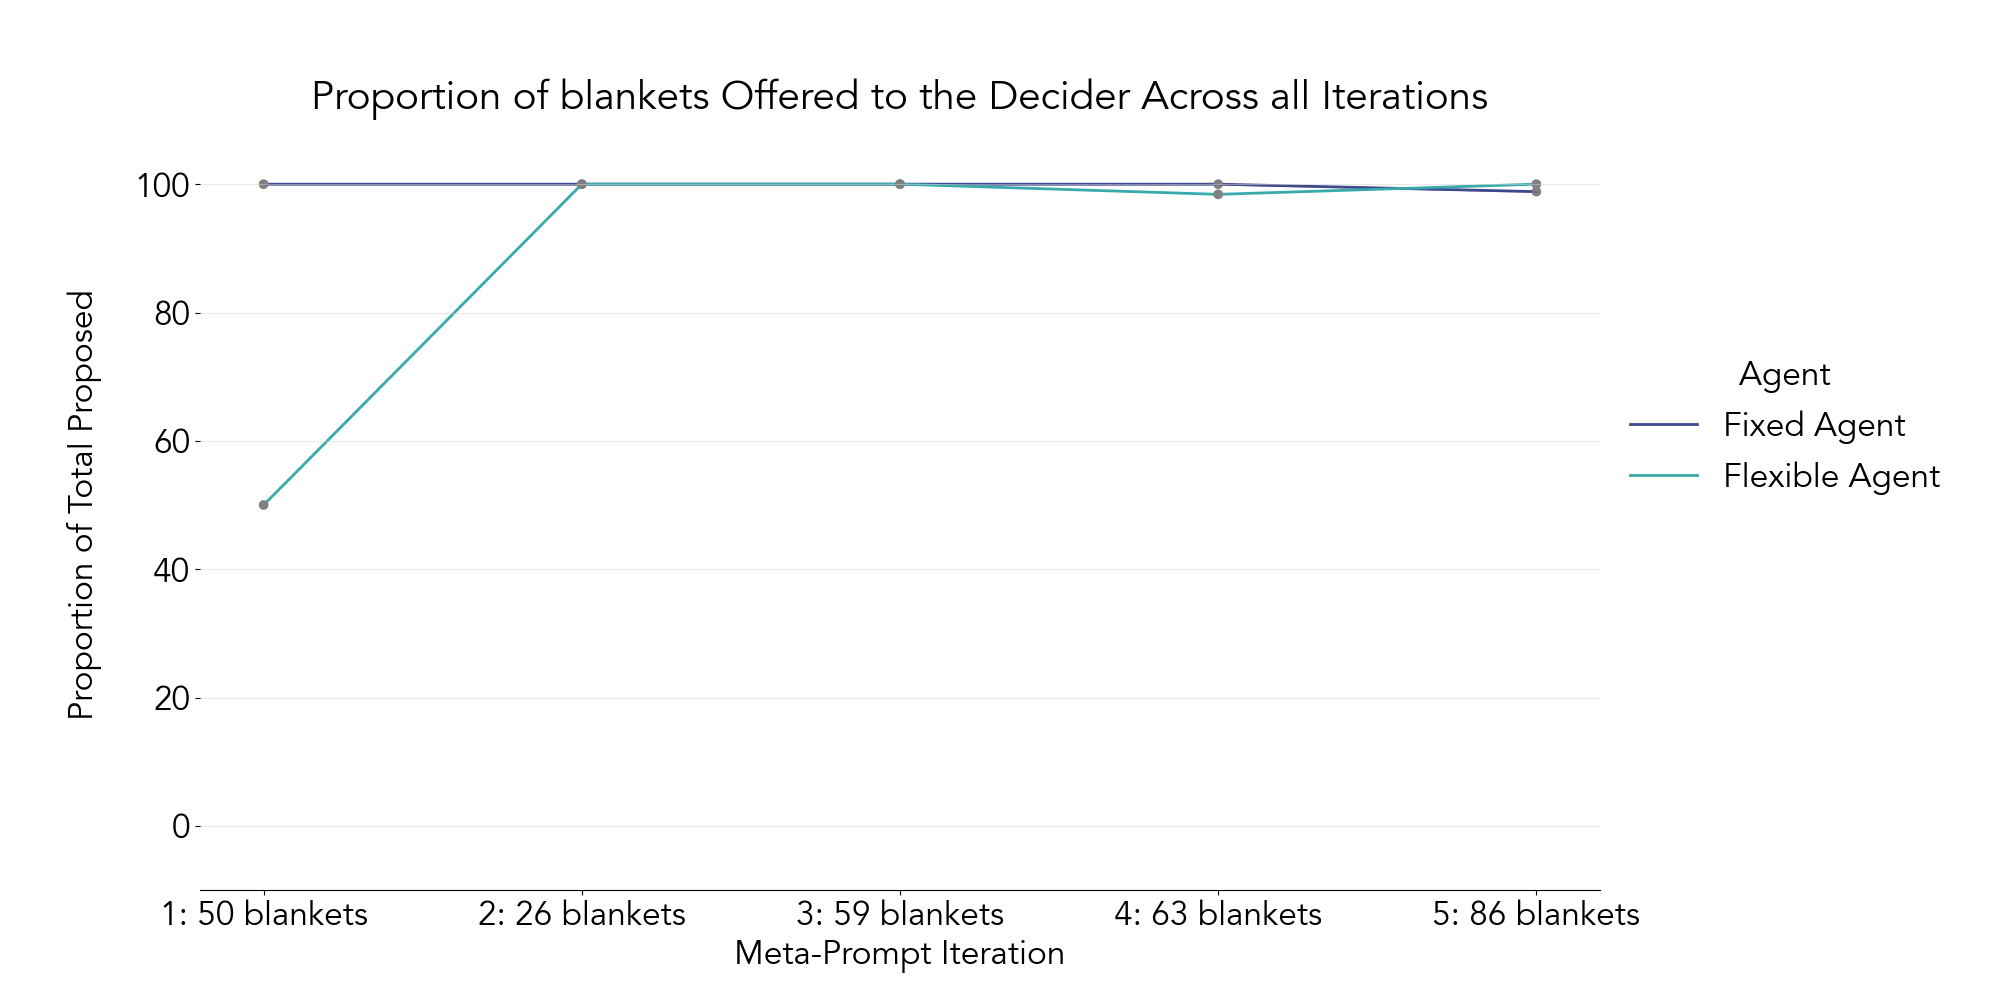 Proportion of blankets Offered to the Decider Across all Iterations
Proportion of Total Proposed
100
80
60
40
20
0
1: 50 blankets
2: 26 blankets
3: 59 blankets
4: 63 blankets
5: 86 blankets
Meta-Prompt Iteration
Agent
Fixed Agent
Flexible Agent